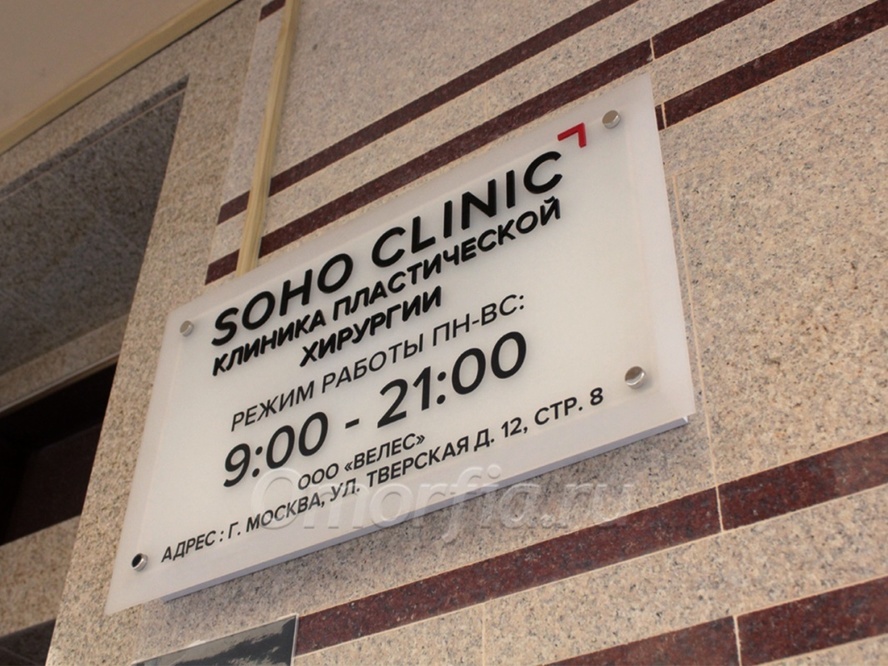 SOHO CLINIC
КЛИНИКА ПЛАСТИЧЕСКОЙ
ХИРУРГИИ
РЕЖИМ РАБОТЫ ПН-ВС:
9:00 - 21:00
ООО «ВЕЛЕС»
АДРЕС : Г. МОСКВА, УЛ. ТВЕРСКАЯ Д. 12, СТР. 8
Omorfia.ru